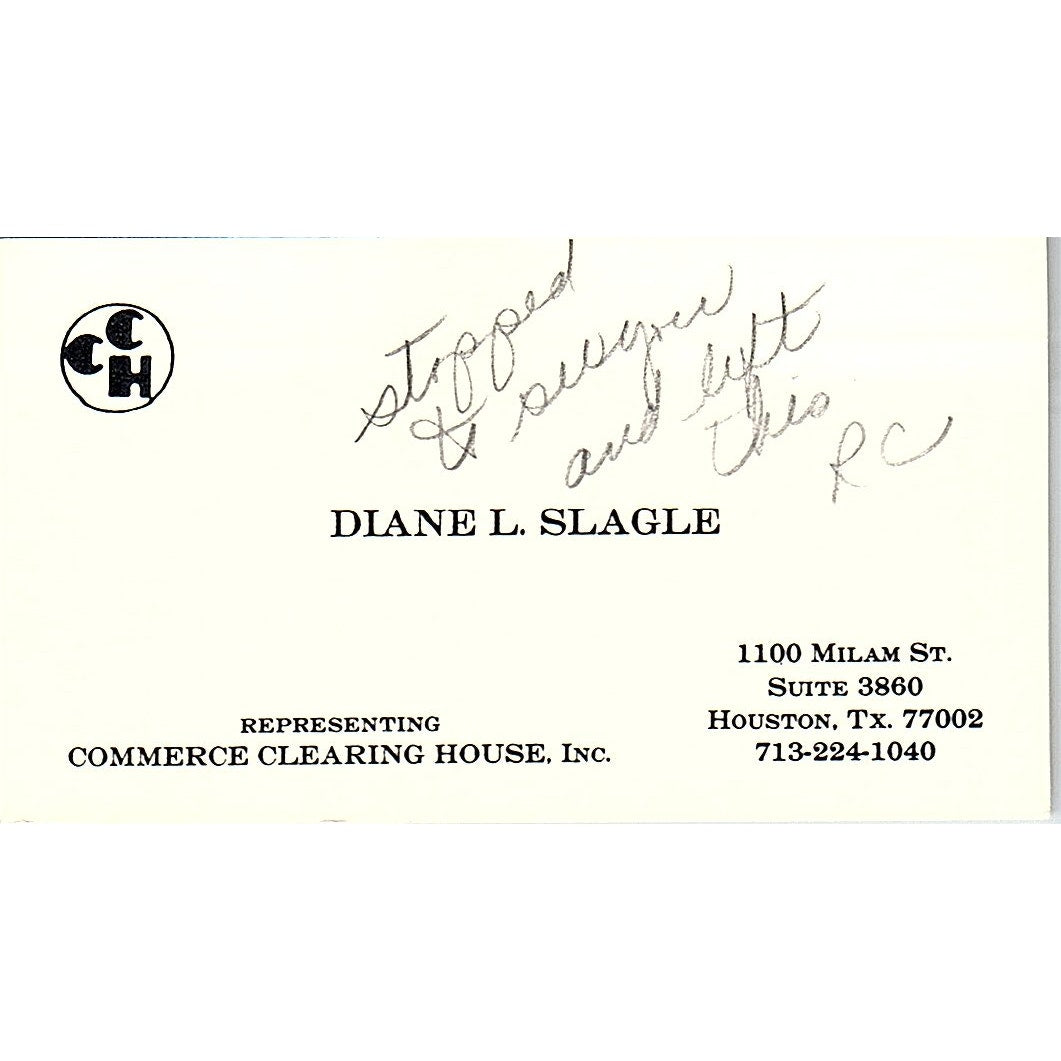 CCH
stopped
to see you
and left
this
RC
DIANE L. SLAGLE
REPRESENTING
COMMERCE CLEARING HOUSE, INC.
1100 MILAM ST.
SUITE 3860
HOUSTON, TX. 77002
713-224-1040